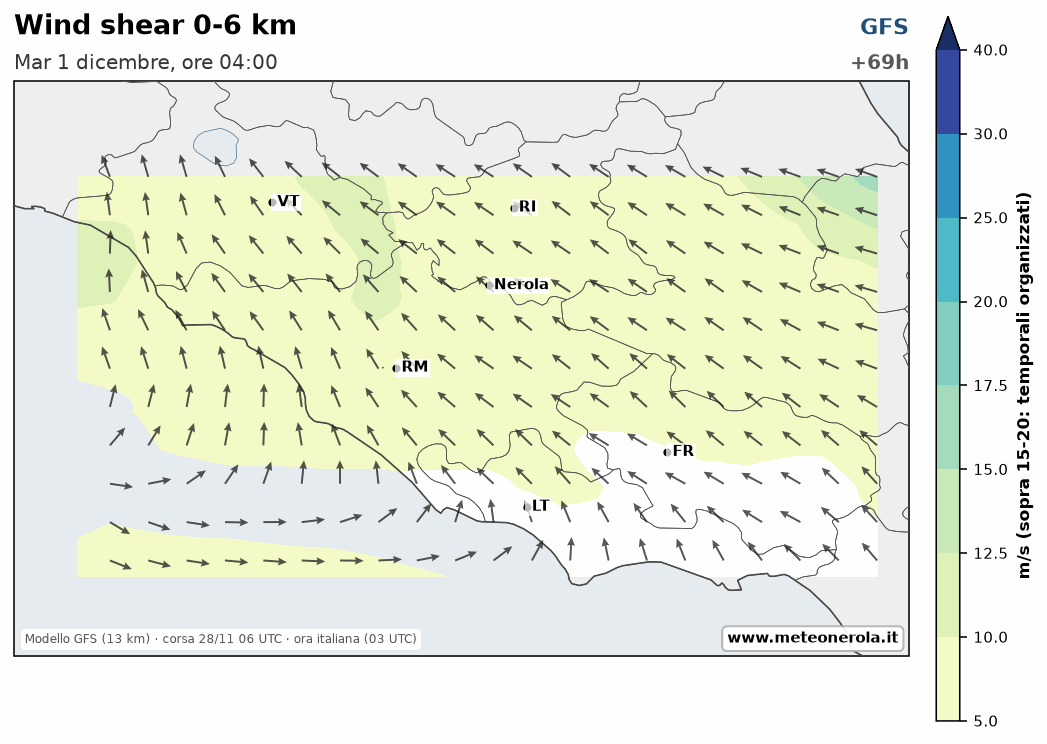 Wind shear 0-6 km
GFS
Mar 1 dicembre, ore 04:00
+69h
VT
RI
Nerola
RM
FR
LT
40.0
30.0
25.0
20.0
17.5
15.0
12.5
10.0
5.0
m/s (sopra 15-20: temporali organizzati)
Modello GFS (13 km) · corsa 28/11 06 UTC · ora italiana (03 UTC)
www.meteonerola.it